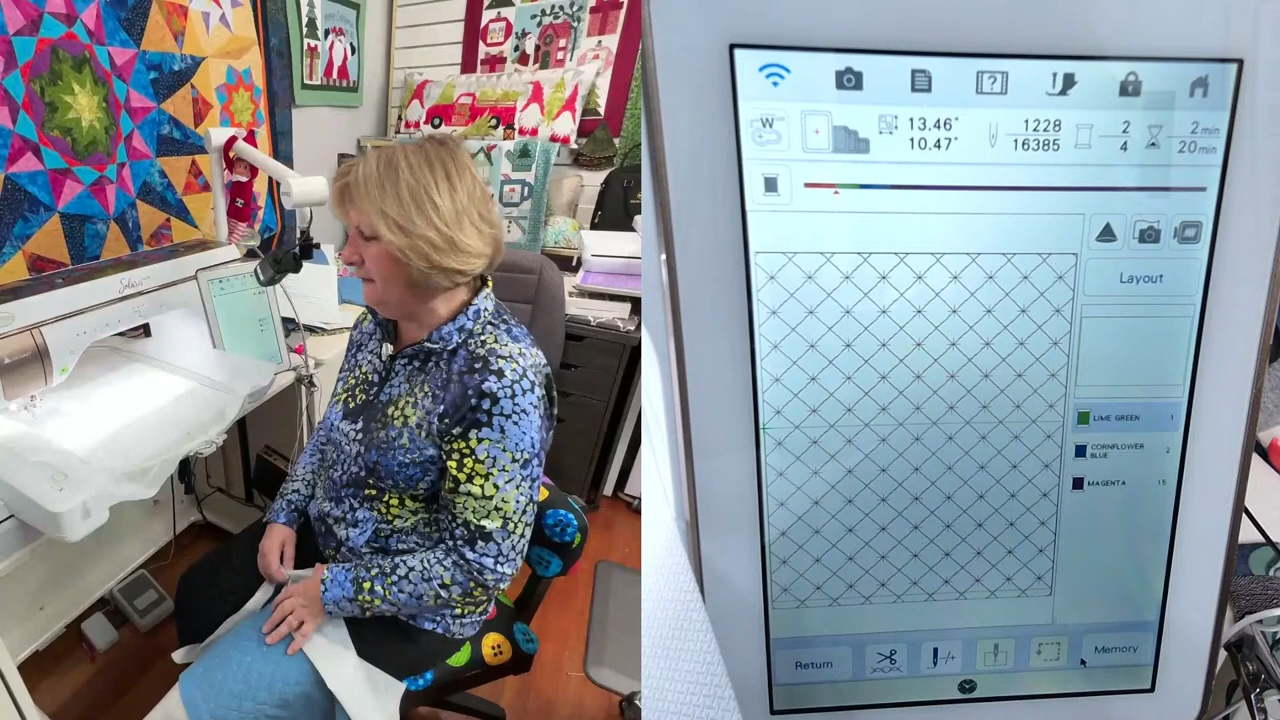 Solaris
W
13.46"
10.47"
1228
16385
2
4
2 min
20 min
Layout
LIME GREEN 1
CORNFLOWER
BLUE 2
MAGENTA 15
Return
Memory